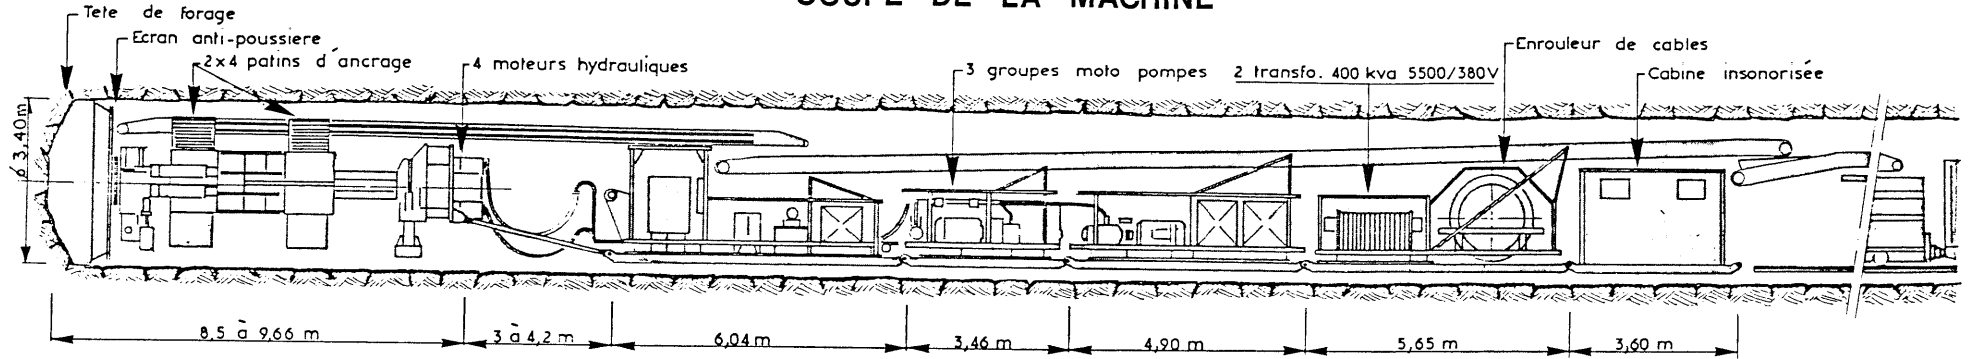 COUPE DE LA MACHINE
Tete de forage
Ecran anti-poussiere
2x4 patins d'ancrage
4 moteurs hydrauliques
3 groupes moto pompes
2 transfo. 400 kva 5500/380V
Enrouleur de cables
Cabine insonorisée
ó 3,40m
8,5 à 9,66 m
3 à 4,2 m
6,04 m
3,46 m
4,90 m
5,65 m
3,60 m